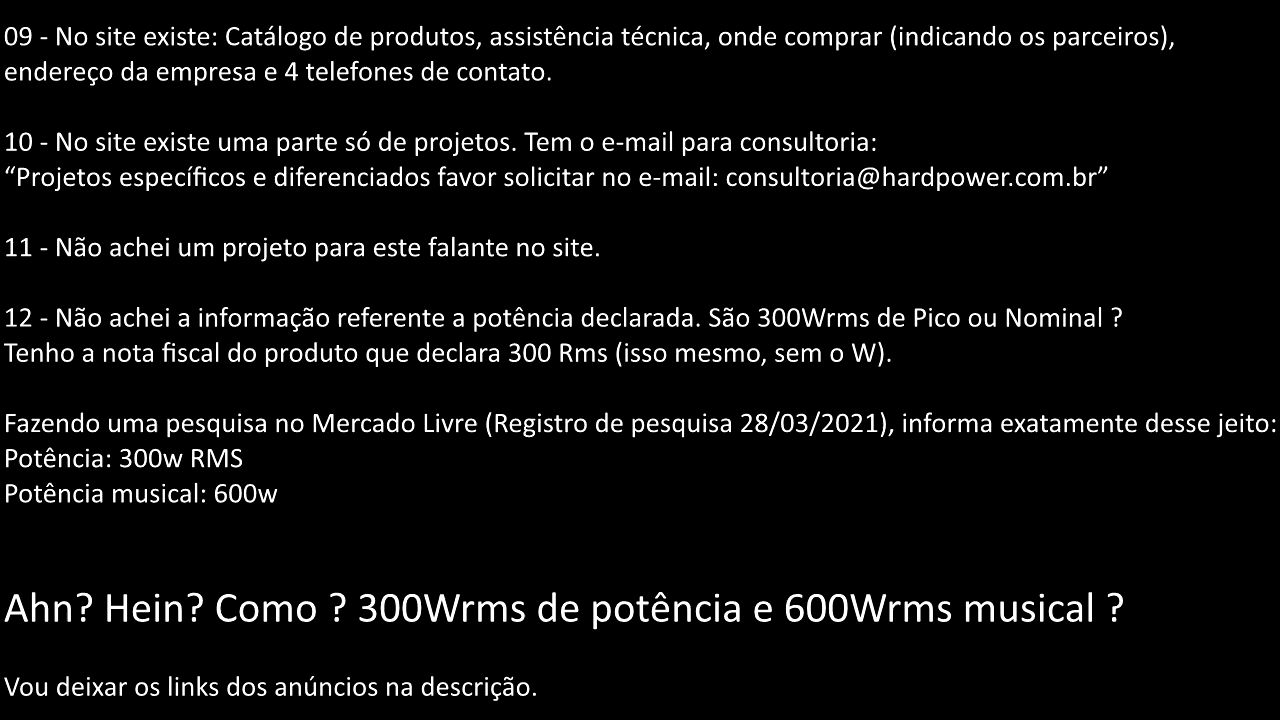 09 - No site existe: Catálogo de produtos, assistência técnica, onde comprar (indicando os parceiros),
endereço da empresa e 4 telefones de contato.
10 - No site existe uma parte só de projetos. Tem o e-mail para consultoria:
“Projetos específicos e diferenciados favor solicitar no e-mail: consultoria@hardpower.com.br”
11 - Não achei um projeto para este falante no site.
12 - Não achei a informação referente a potência declarada. São 300Wrms de Pico ou Nominal ?
Tenho a nota fiscal do produto que declara 300 Rms (isso mesmo, sem o W).
Fazendo uma pesquisa no Mercado Livre (Registro de pesquisa 28/03/2021), informa exatamente desse jeito:
Potência: 300w RMS
Potência musical: 600w
Ahn? Hein? Como ? 300Wrms de potência e 600Wrms musical ?
Vou deixar os links dos anúncios na descrição.